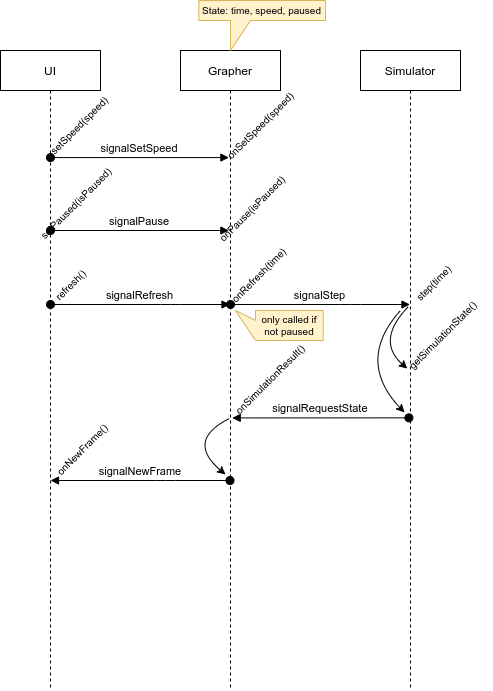 State: time, speed, paused
UI
Grapher
Simulator
setSpeed(speed)
onSetSpeed(speed)
signalSetSpeed
setPaused(isPaused)
onPause(isPaused)
signalPause
refresh()
onRefresh(time)
step(time)
signalRefresh
signalStep
only called if
not paused
getSimulationState()
onSimulationResult()
signalRequestState
onNewFrame()
signalNewFrame